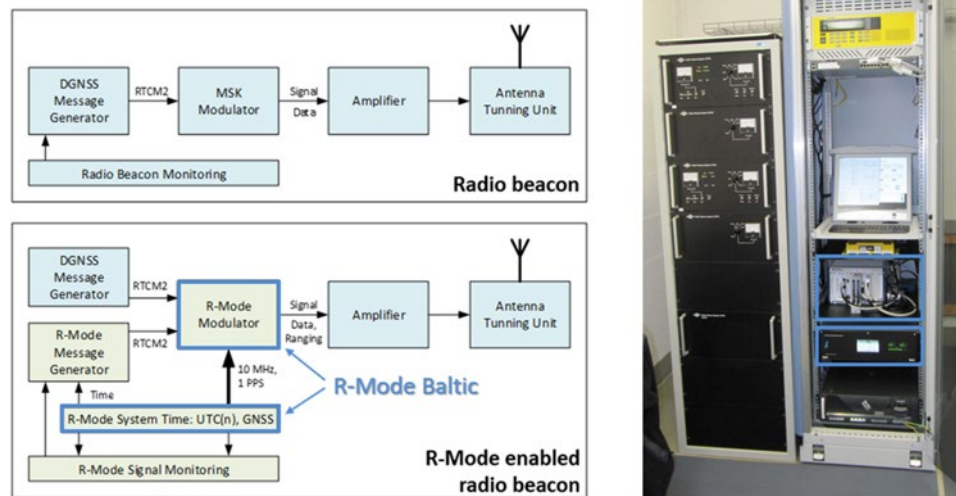 DGNSS
Message
Generator
RTCM2
MSK
Modulator
Signal
Data
Amplifier
Antenna
Tunning Unit
Radio Beacon Monitoring
Radio beacon
DGNSS
Message
Generator
RTCM2
R-Mode
Modulator
Signal
Data,
Ranging
Amplifier
Antenna
Tunning Unit
R-Mode
Message
Generator
RTCM2
10 MHz,
1 PPS
R-Mode Baltic
Time
R-Mode System Time: UTC(n), GNSS
R-Mode Signal Monitoring
R-Mode enabled
radio beacon